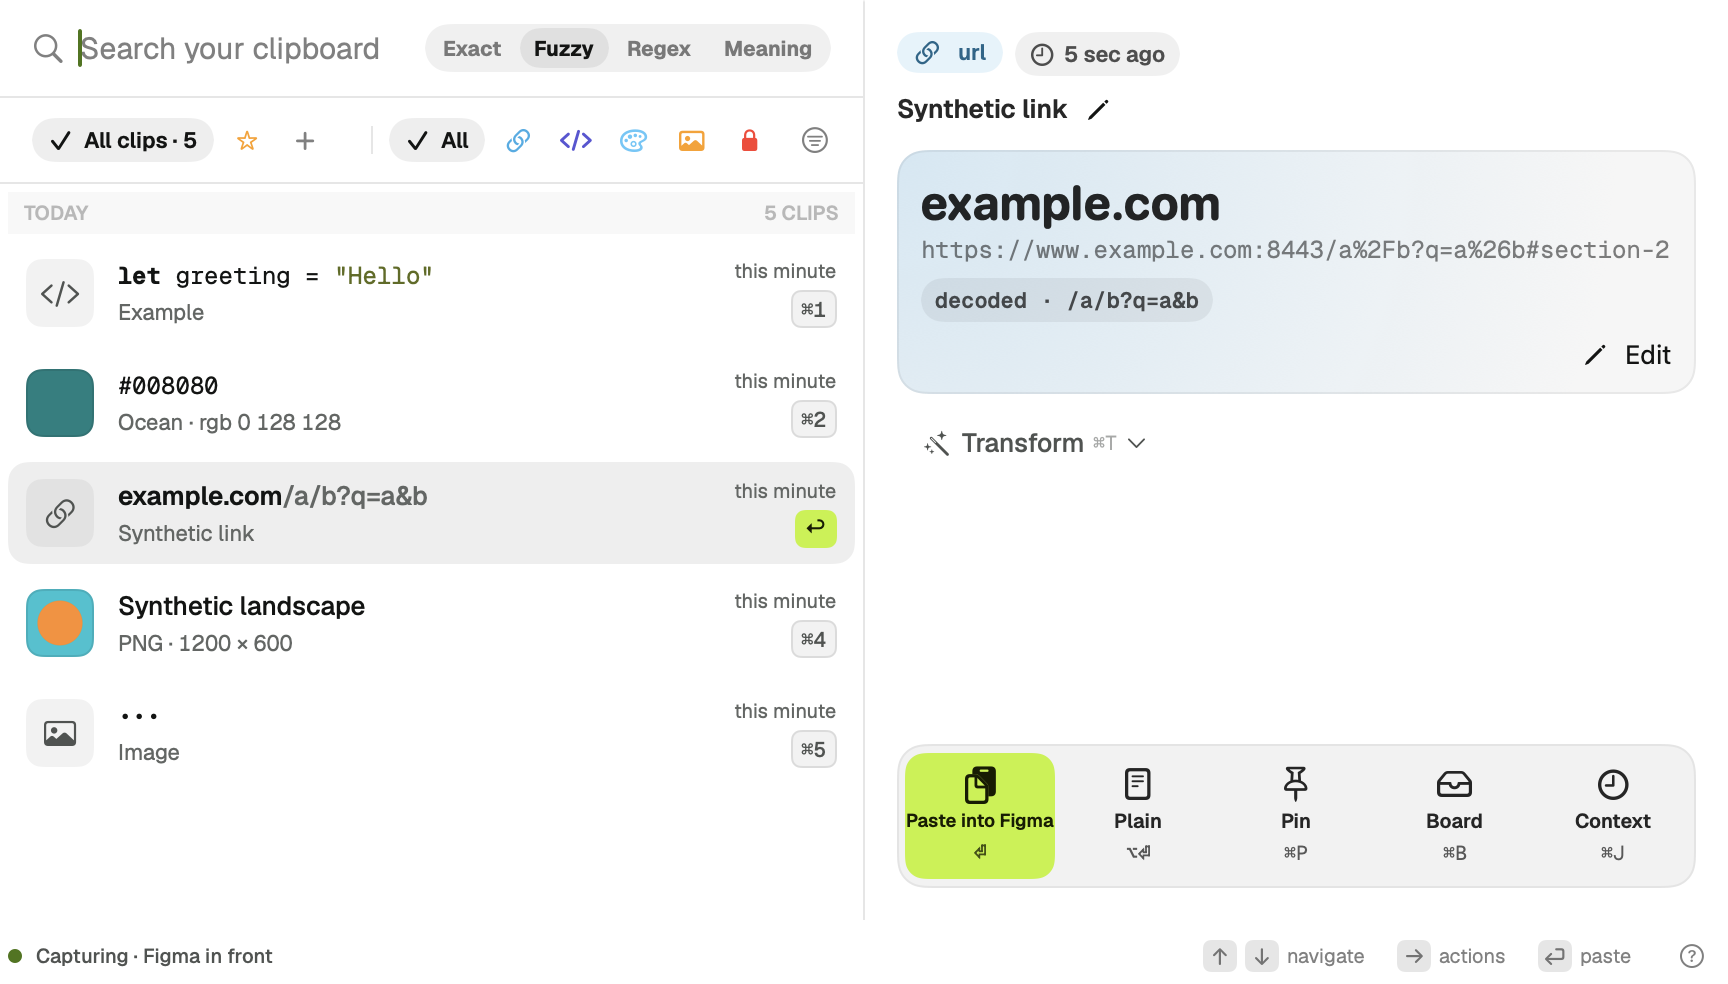 Search your clipboard
Exact Fuzzy Regex Meaning
All clips · 5
All
TODAY
5 CLIPS
let greeting = "Hello"
Example
this minute
⌘1
#008080
Ocean · rgb 0 128 128
this minute
⌘2
example.com/a/b?q=a&b
Synthetic link
this minute
Synthetic landscape
PNG · 1200 × 600
this minute
⌘4
...
Image
this minute
⌘5
url
5 sec ago
Synthetic link
example.com
https://www.example.com:8443/a%2Fb?q=a%26b#section-2
decoded · /a/b?q=a&b
Edit
Transform ⌘T
Paste into Figma
⏎
Plain
⌥⏎
Pin
⌘P
Board
⌘B
Context
⌘J
Capturing · Figma in front
↑ ↓ navigate
→ actions
↩ paste
?